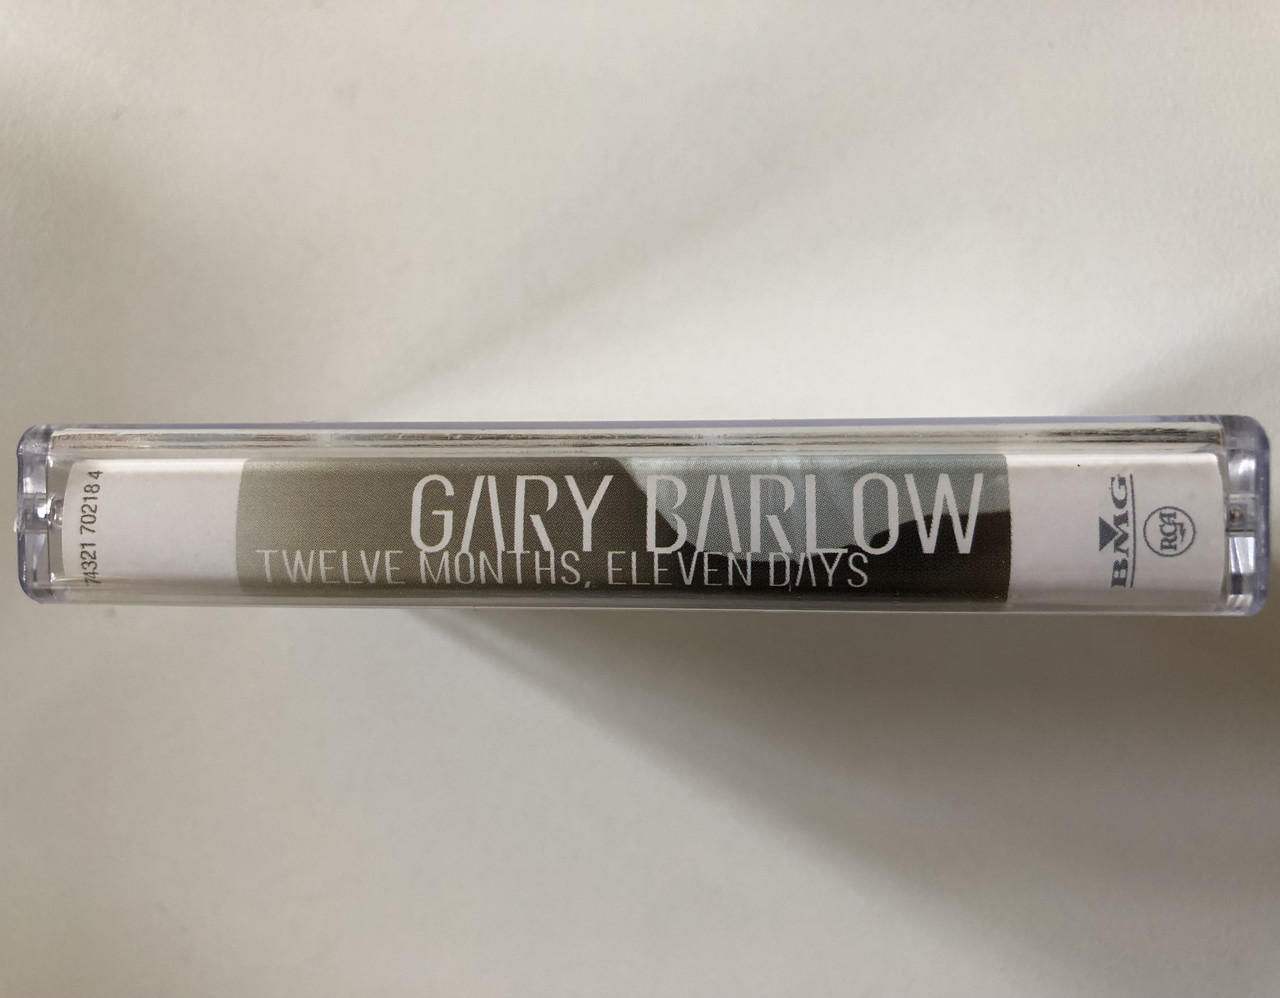 74321 70218 4
GARY BARLOW
TWELVE MONTHS, ELEVEN DAYS
BMG
RCA